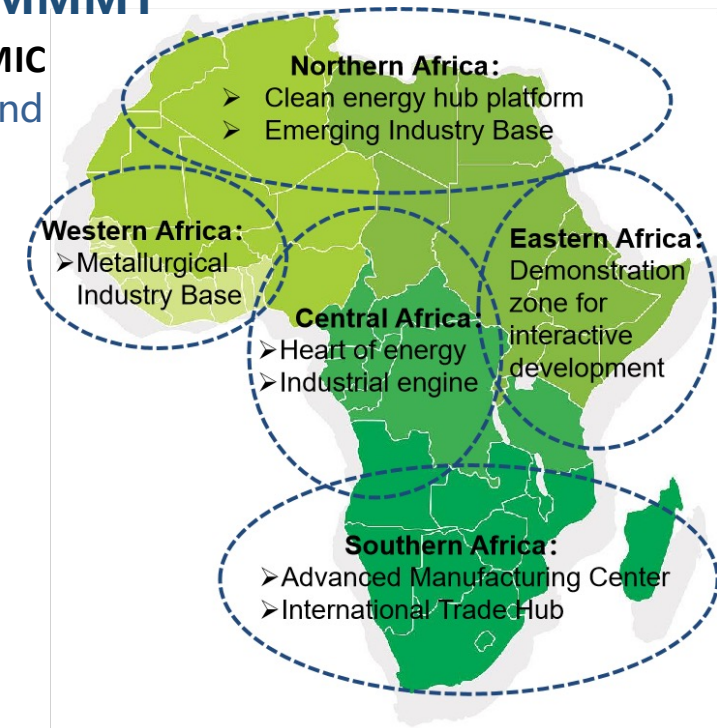 MMMT
MIC
nd
Northern Africa:
➢ Clean energy hub platform
➢ Emerging Industry Base
Western Africa:
➢Metallurgical
Industry Base
Eastern Africa:
Demonstration
zone for
interactive
development
Central Africa:
➢Heart of energy
➢Industrial engine
Southern Africa:
➢Advanced Manufacturing Center
➢International Trade Hub